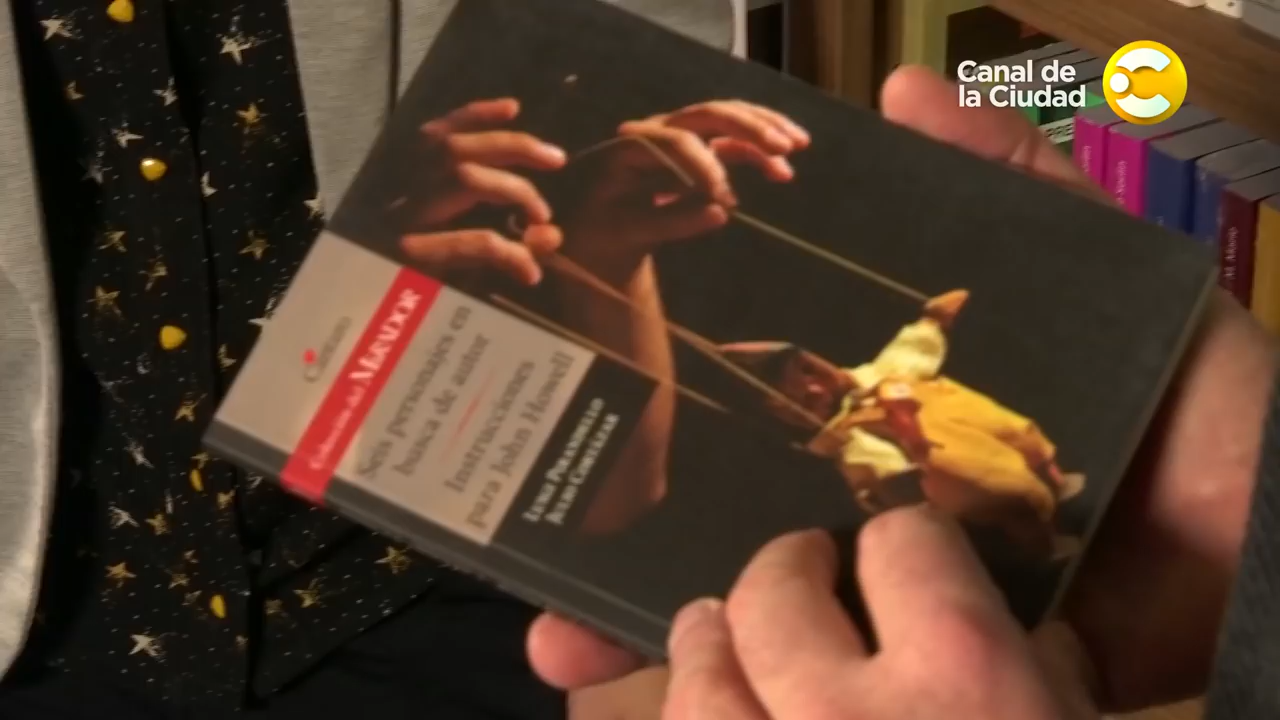 Canal de
la Ciudad
Cántaro
Colección del MIRADOR
Seis personajes en
busca de autor
Instrucciones
para John Howell
LUIGI PIRANDELLO
JULIO CORTÁZAR